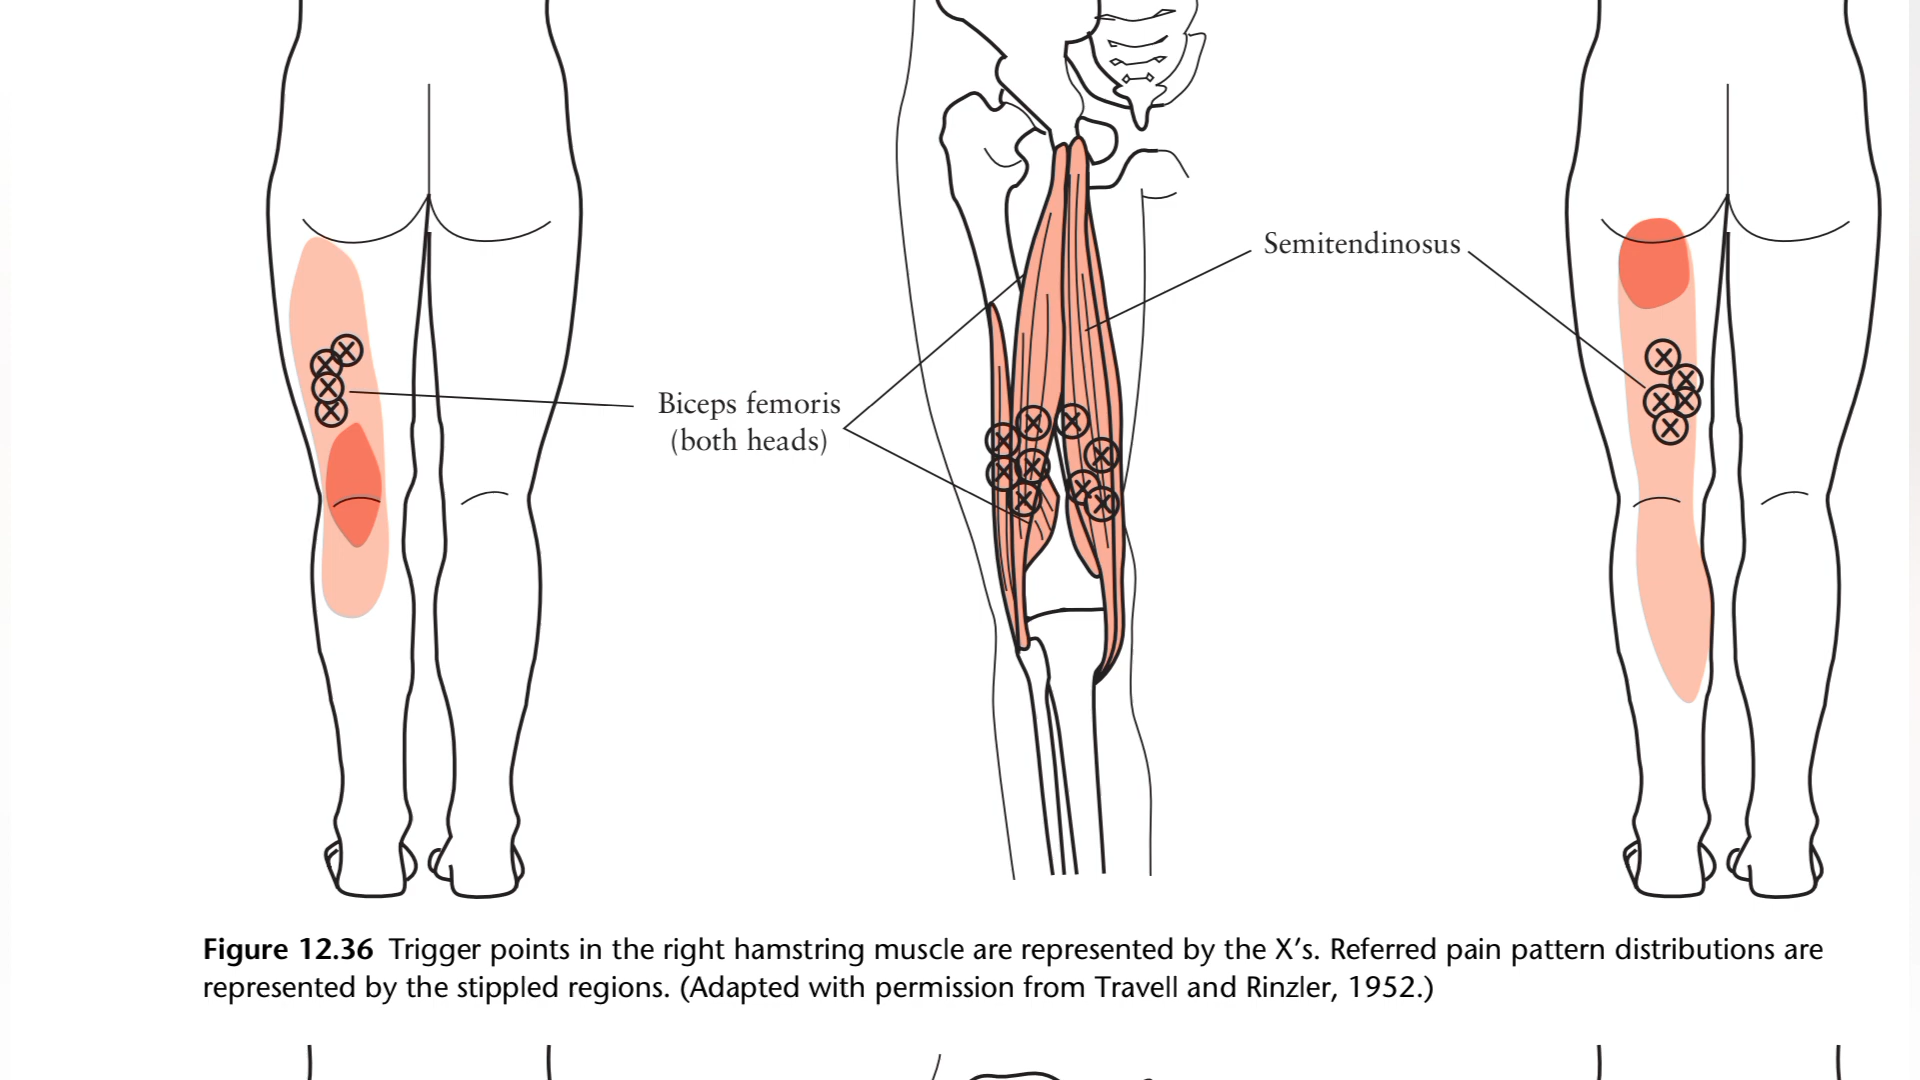 Semitendinosus
Biceps femoris
(both heads)
Figure 12.36 Trigger points in the right hamstring muscle are represented by the X's. Referred pain pattern distributions are
represented by the stippled regions. (Adapted with permission from Travell and Rinzler, 1952.)